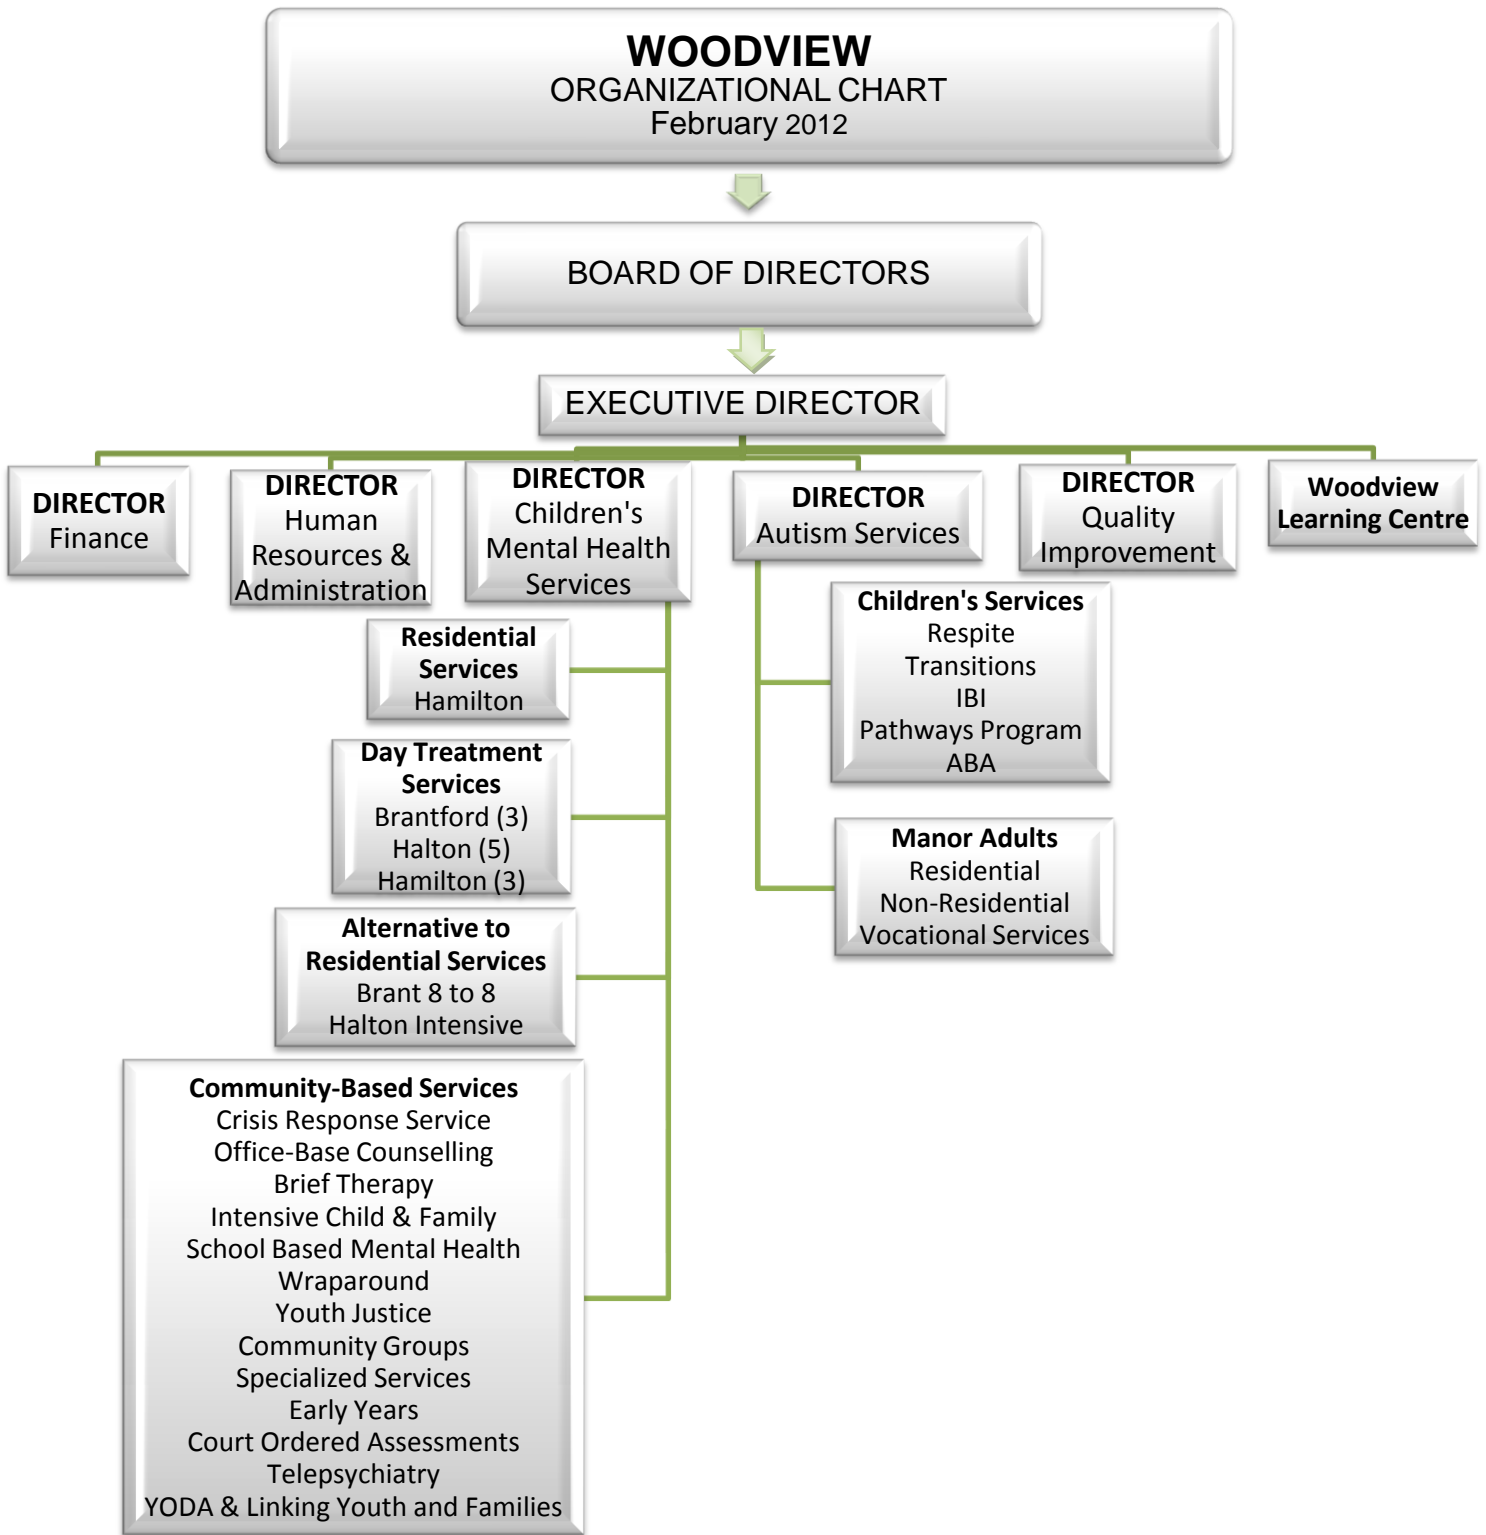 WOODVIEW
ORGANIZATIONAL CHART
February 2012
BOARD OF DIRECTORS
EXECUTIVE DIRECTOR
DIRECTOR
Finance
DIRECTOR
Human
Resources &
Administration
DIRECTOR
Children's
Mental Health
Services
DIRECTOR
Autism Services
DIRECTOR
Quality
Improvement
Woodview
Learning Centre
Residential
Services
Hamilton
Day Treatment
Services
Brantford (3)
Halton (5)
Hamilton (3)
Alternative to
Residential Services
Brant 8 to 8
Halton Intensive
Community-Based Services
Crisis Response Service
Office-Base Counselling
Brief Therapy
Intensive Child & Family
School Based Mental Health
Wraparound
Youth Justice
Community Groups
Specialized Services
Early Years
Court Ordered Assessments
Telepsychiatry
YODA & Linking Youth and Families
Children's Services
Respite
Transitions
IBI
Pathways Program
ABA
Manor Adults
Residential
Non-Residential
Vocational Services